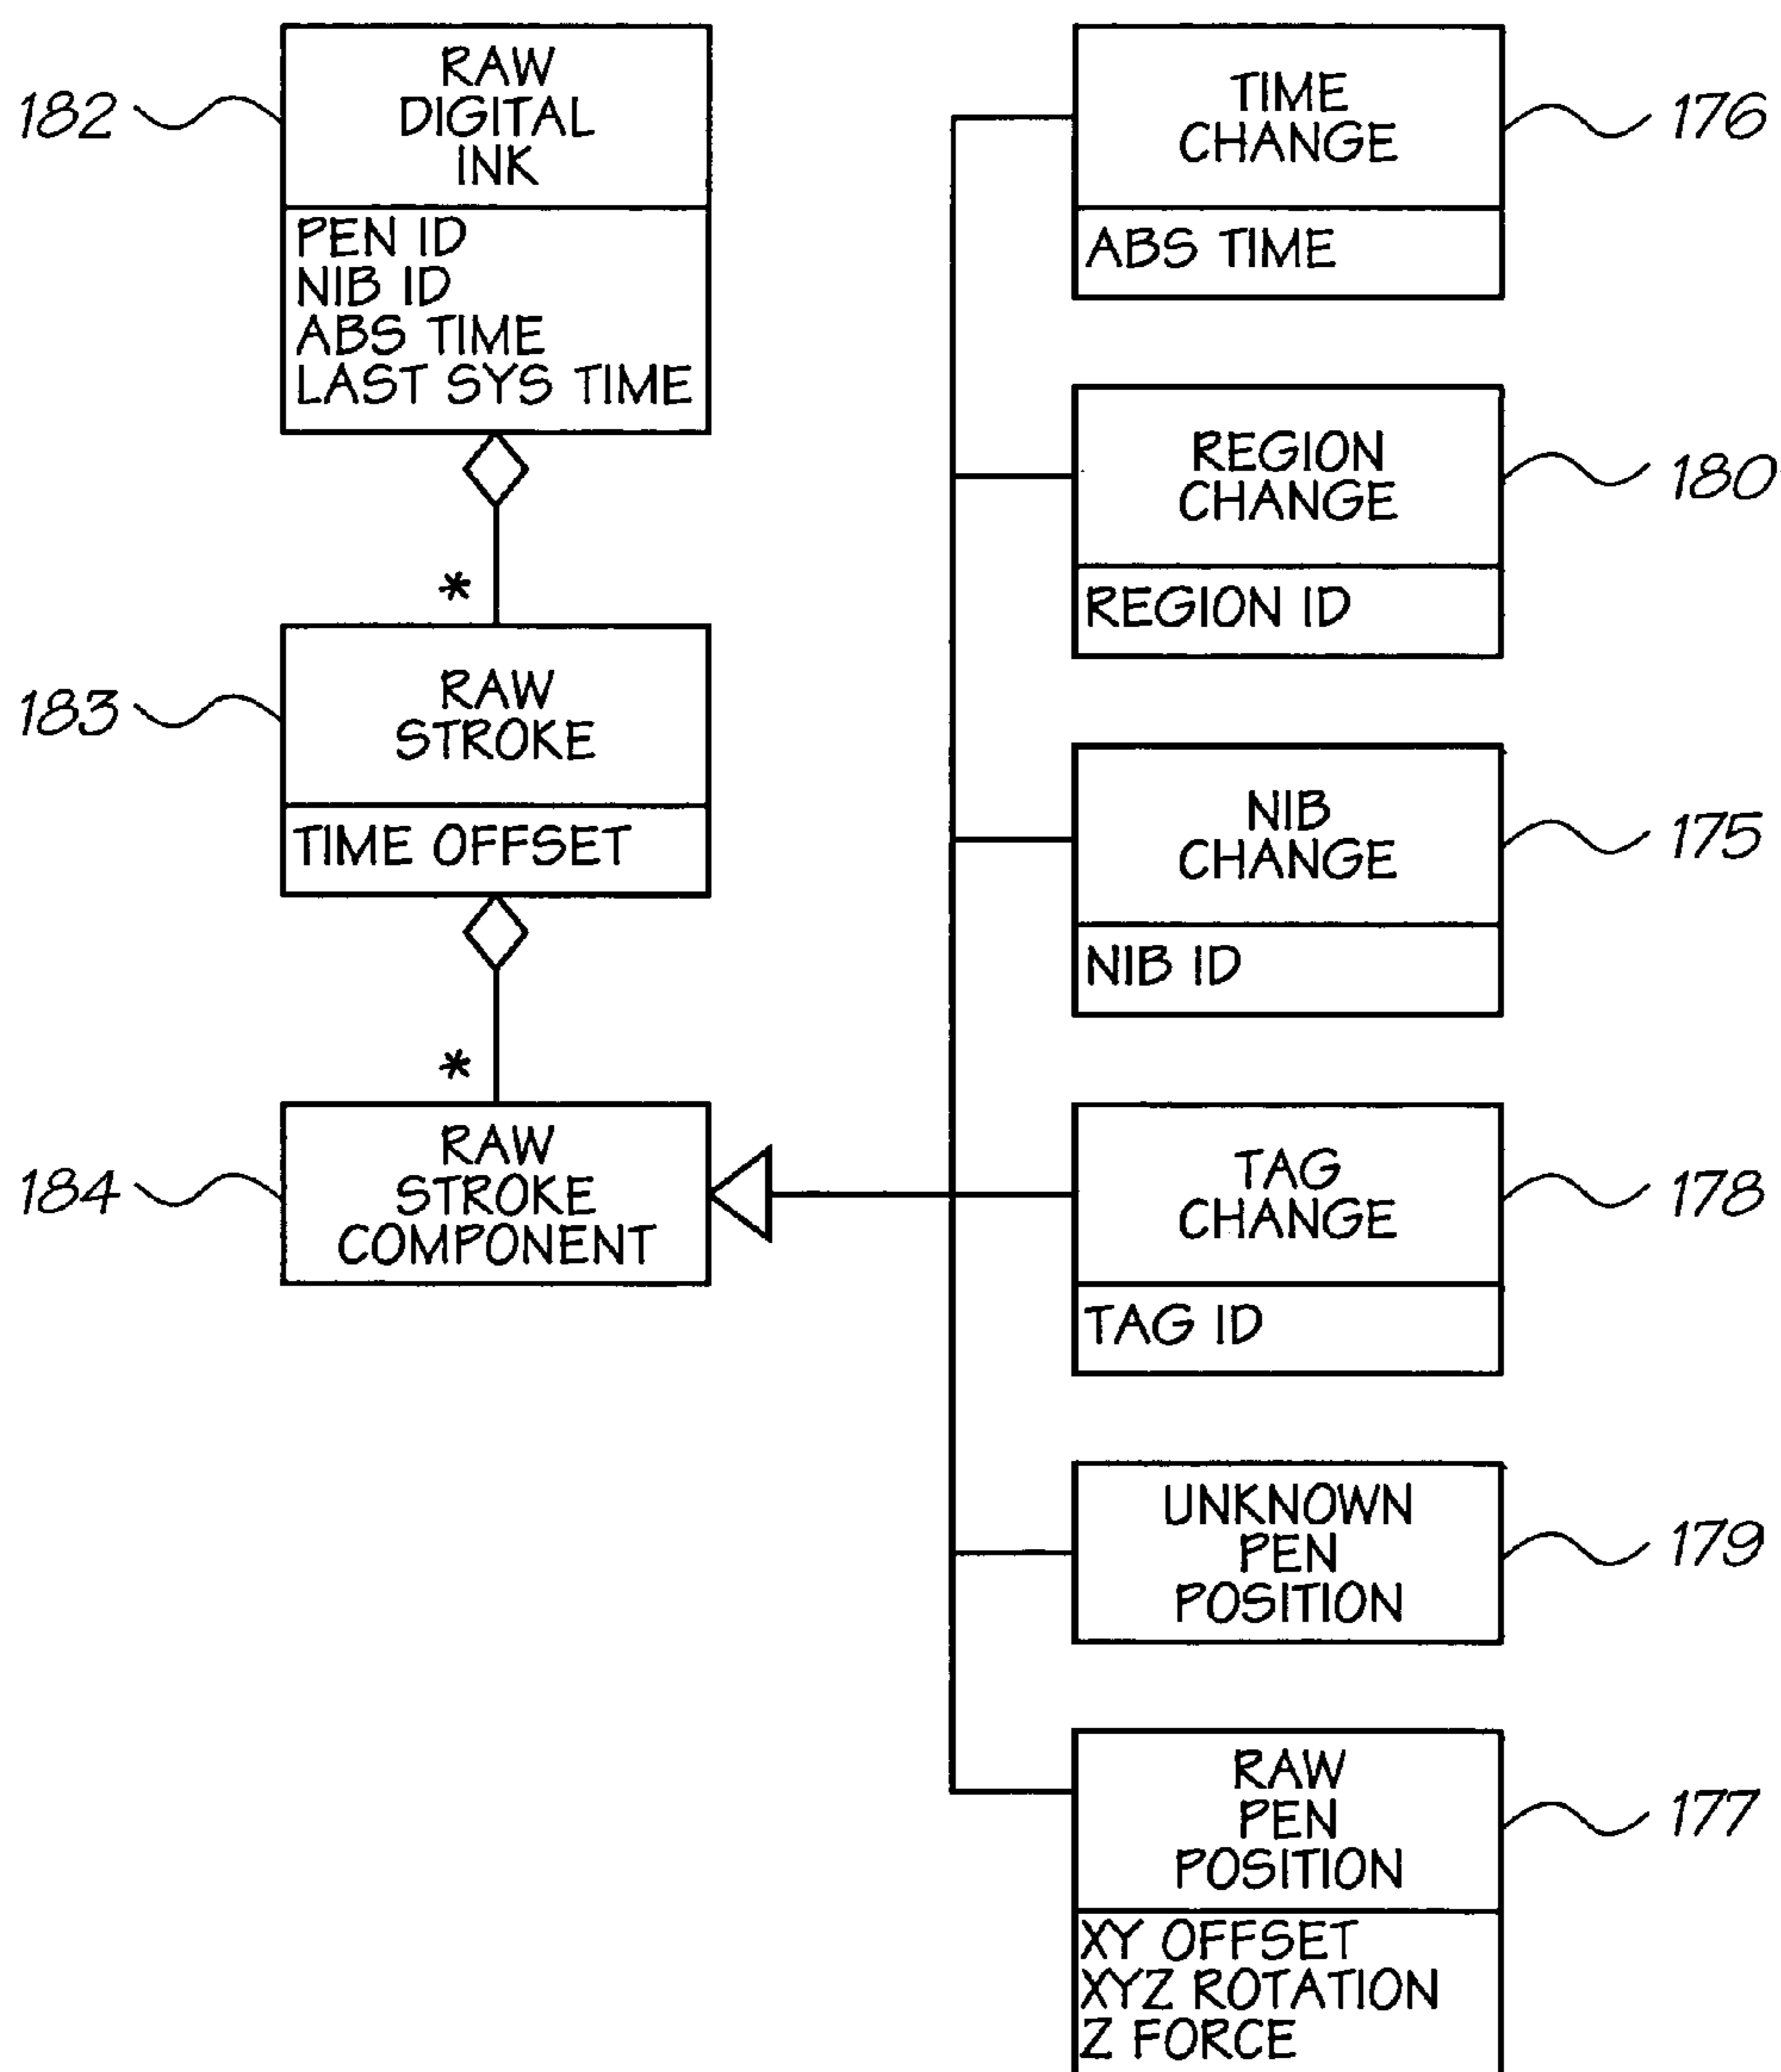 182
RAW
DIGITAL
INK
PEN ID
NIB ID
ABS TIME
LAST SYS TIME
*
183
RAW
STROKE
TIME OFFSET
*
184
RAW
STROKE
COMPONENT
TIME
CHANGE
176
ABS TIME
REGION
CHANGE
180
REGION ID
NIB
CHANGE
175
NIB ID
TAG
CHANGE
178
TAG ID
UNKNOWN
PEN
POSITION
179
RAW
PEN
POSITION
177
XY OFFSET
XYZ ROTATION
Z FORCE